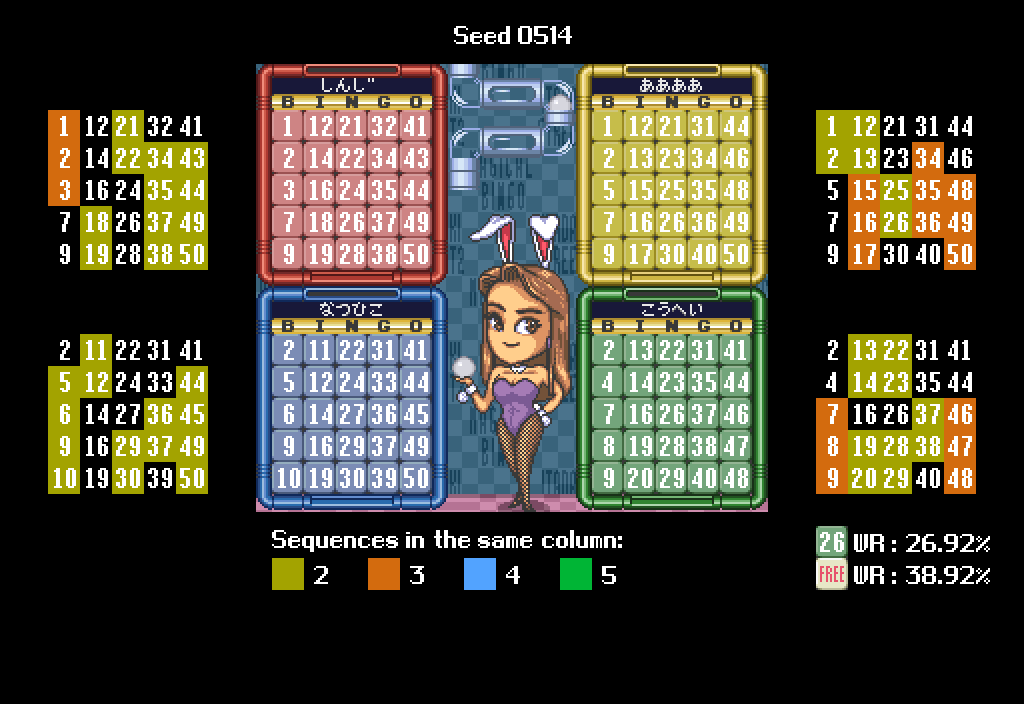 Seed 0514
1 12 21 32 41
2 14 22 34 43
3 16 24 35 44
7 18 26 37 49
9 19 28 38 50
しんじ
B I N G O
1 12 21 32 41
2 14 22 34 43
3 16 24 35 44
7 18 26 37 49
9 19 28 38 50
BINGO
ああああ
B I N G O
1 12 21 31 44
2 13 23 34 46
5 15 25 35 48
7 16 26 36 49
9 17 30 40 50
1 12 21 31 44
2 13 23 34 46
5 15 25 35 48
7 16 26 36 49
9 17 30 40 50
2 11 22 31 41
5 12 24 33 44
6 14 27 36 45
9 16 29 37 49
10 19 30 39 50
なつひこ
B I N G O
2 11 22 31 41
5 12 24 33 44
6 14 27 36 45
9 16 29 37 49
10 19 30 39 50
こうへい
B I N G O
2 13 22 31 41
4 14 23 35 44
7 16 26 37 46
8 19 28 38 47
9 20 29 40 48
2 13 22 31 41
4 14 23 35 44
7 16 26 37 46
8 19 28 38 47
9 20 29 40 48
Sequences in the same column:
2 3 4 5
26 WR : 26.92%
FREE WR : 38.92%